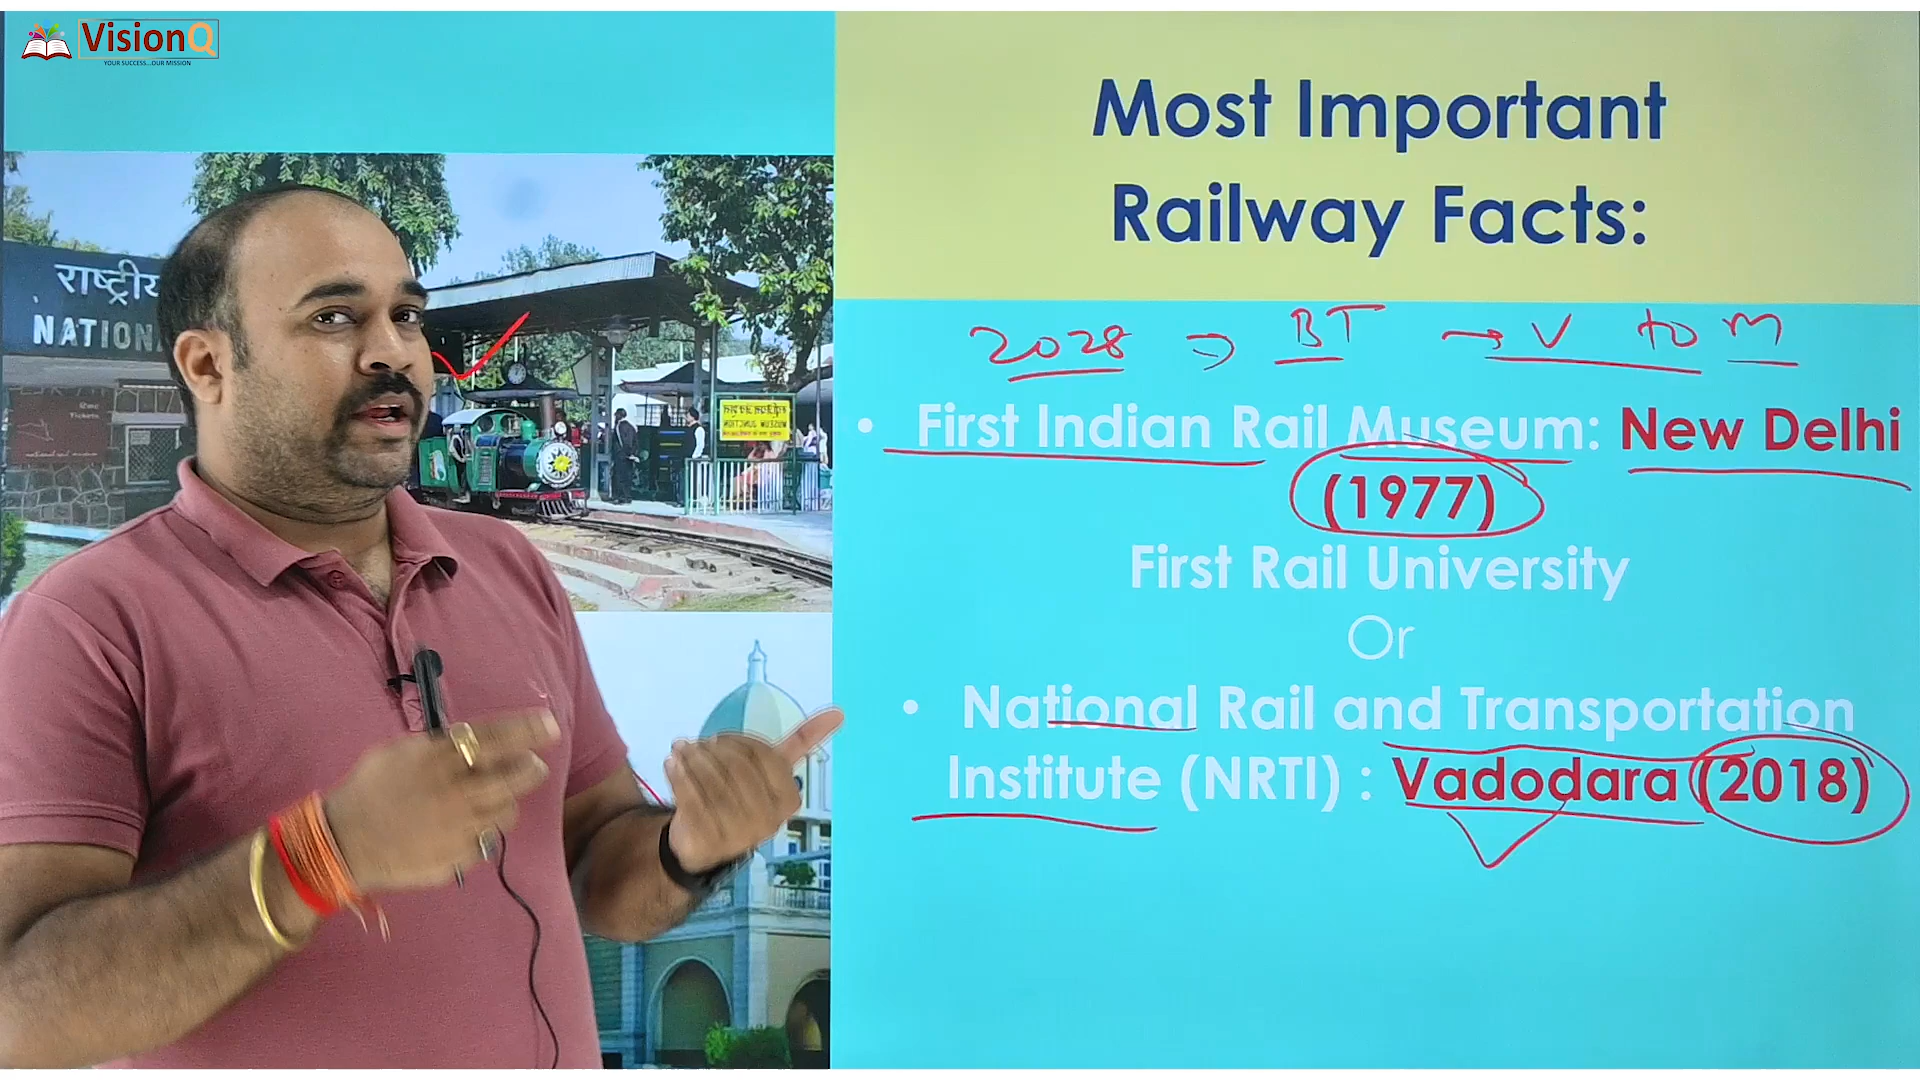 VisionQ
YOUR SUCCESS...OUR MISSION
Most Important
Railway Facts:
2028 → BT → V to M
• First Indian Rail Museum: New Delhi
(1977)
First Rail University
Or
• National Rail and Transportation
Institute (NRTI) : Vadodara (2018)
राष्ट्रीय
NATION
Tickets